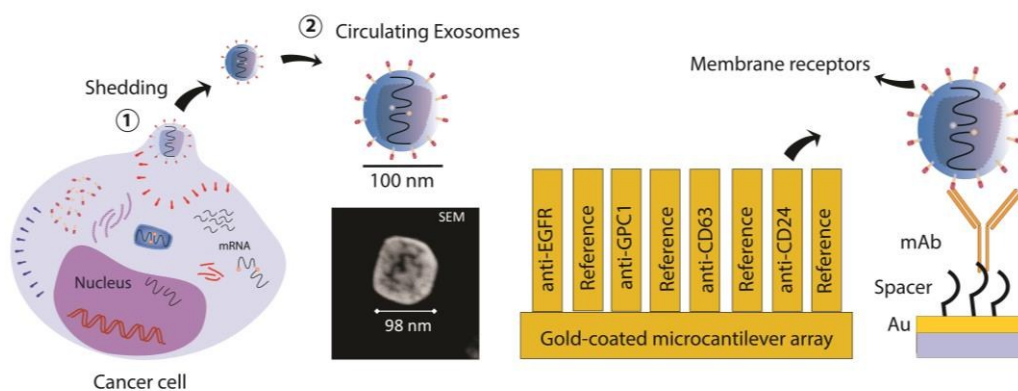 ②
Circulating Exosomes
Shedding
①
100 nm
mRNA
Nucleus
Cancer cell
SEM
98 nm
Membrane receptors
anti-EGFR
Reference
anti-GPC1
Reference
anti-CD63
Reference
anti-CD24
Reference
Gold-coated microcantilever array
mAb
Spacer
Au